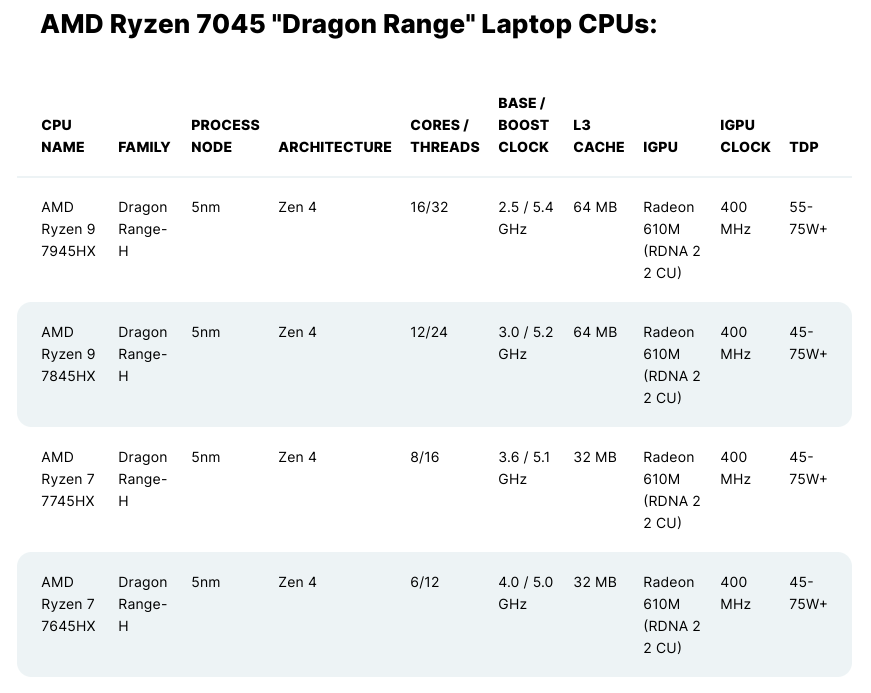 AMD Ryzen 7045 "Dragon Range" Laptop CPUs:
BASE /
CPU PROCESS CORES / BOOST L3 IGPU
NAME FAMILY NODE ARCHITECTURE THREADS CLOCK CACHE IGPU CLOCK TDP
AMD Dragon 5nm Zen 4 16/32 2.5 / 5.4 64 MB Radeon 400 55-
Ryzen 9 Range- GHz 610M MHz 75W+
7945HX H (RDNA 2
2 CU)
AMD Dragon 5nm Zen 4 12/24 3.0 / 5.2 64 MB Radeon 400 45-
Ryzen 9 Range- GHz 610M MHz 75W+
7845HX H (RDNA 2
2 CU)
AMD Dragon 5nm Zen 4 8/16 3.6 / 5.1 32 MB Radeon 400 45-
Ryzen 7 Range- GHz 610M MHz 75W+
7745HX H (RDNA 2
2 CU)
AMD Dragon 5nm Zen 4 6/12 4.0 / 5.0 32 MB Radeon 400 45-
Ryzen 7 Range- GHz 610M MHz 75W+
7645HX H (RDNA 2
2 CU)